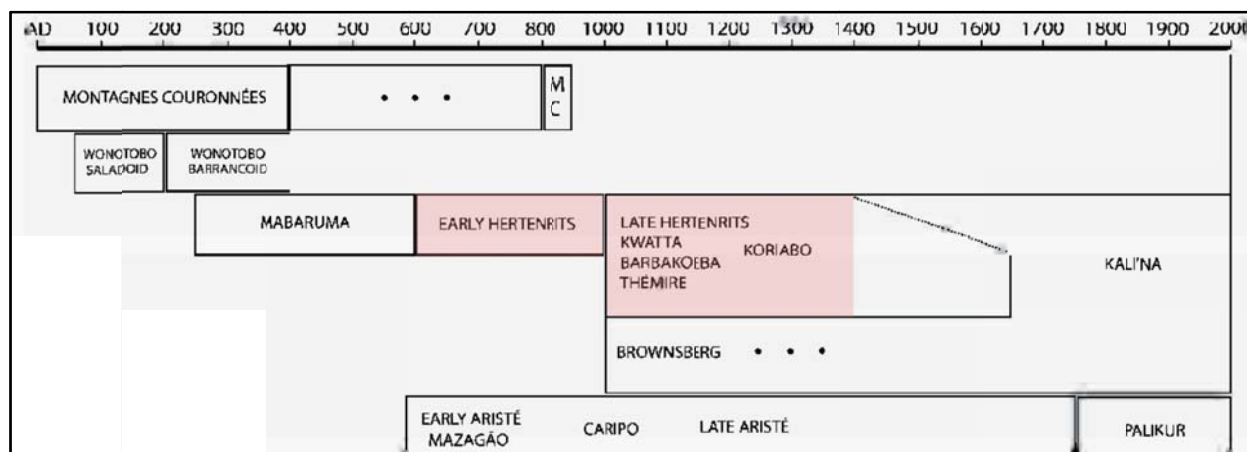 AD 100 200 300 400 500 600 700 800 1000 1100 1200 1300 1400 1500 1600 1700 1800 1900 2000
MONTAGNES COURONNÉES
• • •
M
C
WONOTOBO
SALADOID
WONOTOBO
BARRANCOID
MABARUMA
EARLY HERTENRITS
LATE HERTENRITS
KWATTA
BARBAKOEBA
THÉMIRE
KORIABO
KALI'NA
BROWNSBERG • • •
EARLY ARISTÉ
MAZAGÃO
CARIPO
LATE ARISTÉ
PALIKUR